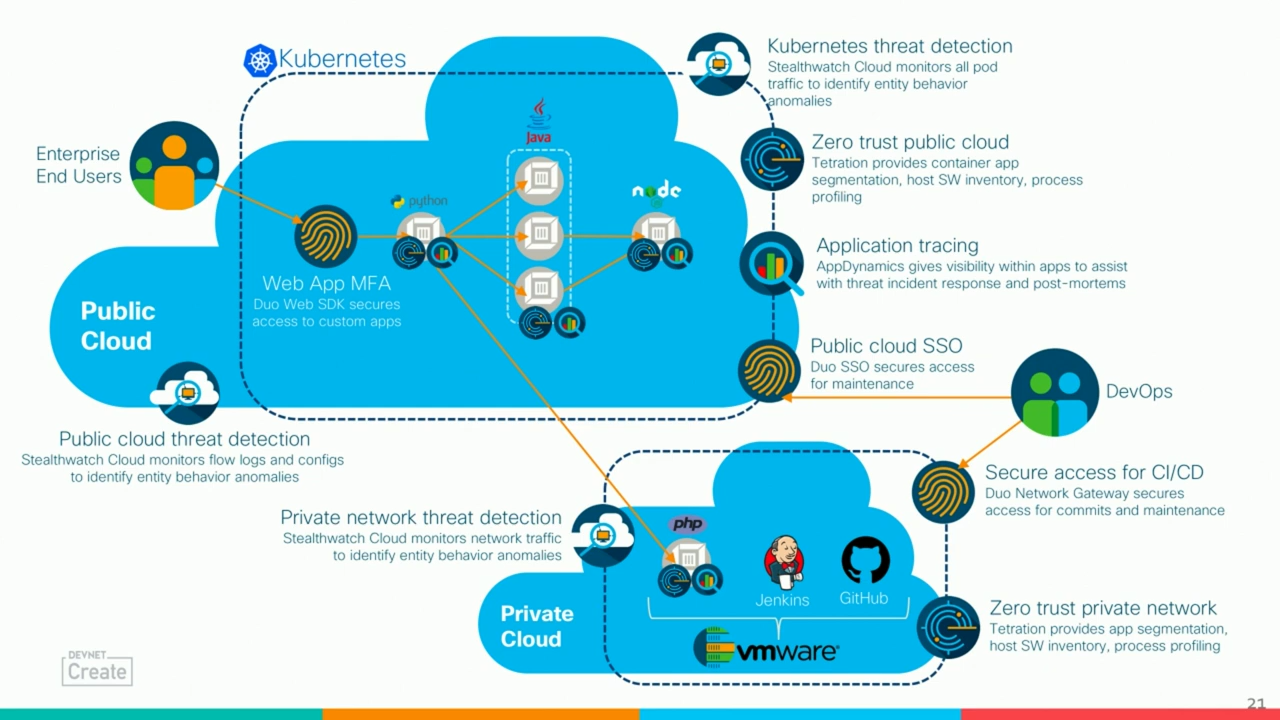 Kubernetes
Kubernetes threat detection
Stealthwatch Cloud monitors all pod
traffic to identify entity behavior
anomalies
Java
Zero trust public cloud
Tetration provides container app
segmentation, host SW inventory, process
profiling
Enterprise
End Users
python
node
Application tracing
AppDynamics gives visibility within apps to assist
with threat incident response and post-mortems
Web App MFA
Duo Web SDK secures
access to custom apps
Public
Cloud
Public cloud SSO
Duo SSO secures access
for maintenance
DevOps
Public cloud threat detection
Stealthwatch Cloud monitors flow logs and configs
to identify entity behavior anomalies
Secure access for CI/CD
Duo Network Gateway secures
access for commits and maintenance
Private network threat detection
Stealthwatch Cloud monitors network traffic
to identify entity behavior anomalies
php
Jenkins
GitHub
Private
Cloud
vmware®
Zero trust private network
Tetration provides app segmentation,
host SW inventory, process profiling
DEVNET
Create
21